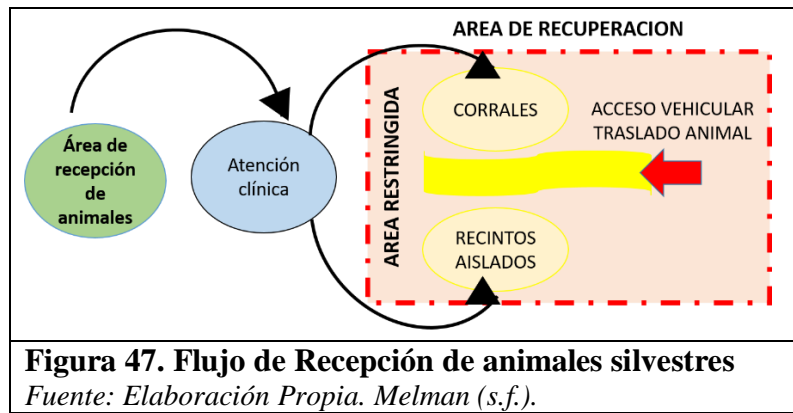 AREA DE RECUPERACION
Área de
recepción
de
animales
Atención
clínica
AREA RESTRINGIDA
CORRALES
ACCESO VEHICULAR
TRASLADO ANIMAL
RECINTOS
AISLADOS
Figura 47. Flujo de Recepción de animales silvestres
Fuente: Elaboración Propia. Melman (s.f.).